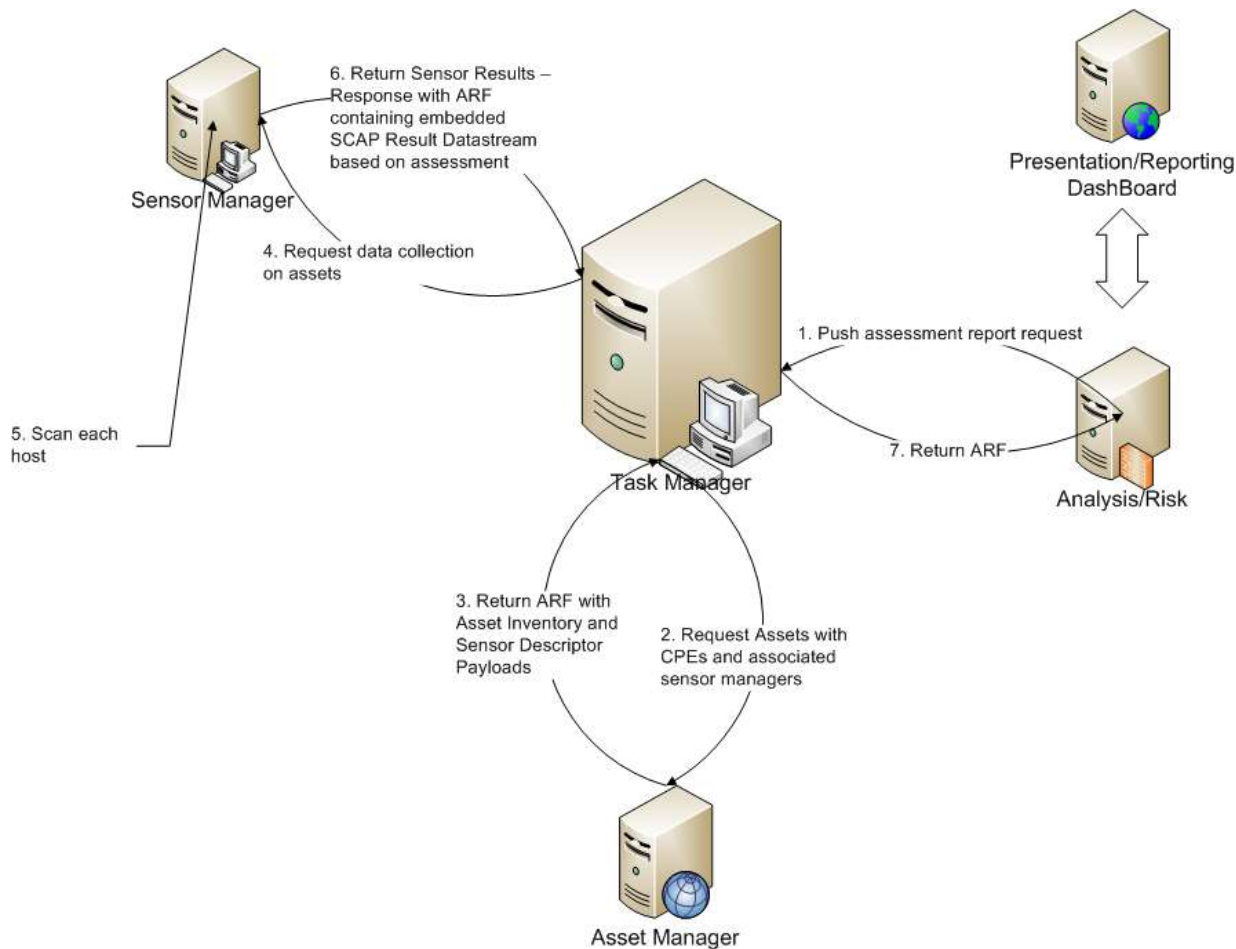 6. Return Sensor Results –
Response with ARF
containing embedded
SCAP Result Datastream
based on assessment
Presentation/Reporting
DashBoard
Sensor Manager
4. Request data collection
on assets
1. Push assessment report request
5. Scan each
host
7. Return ARF
Task Manager
Analysis/Risk
3. Return ARF with
Asset Inventory and
Sensor Descriptor
Payloads
2. Request Assets with
CPEs and associated
sensor managers
Asset Manager